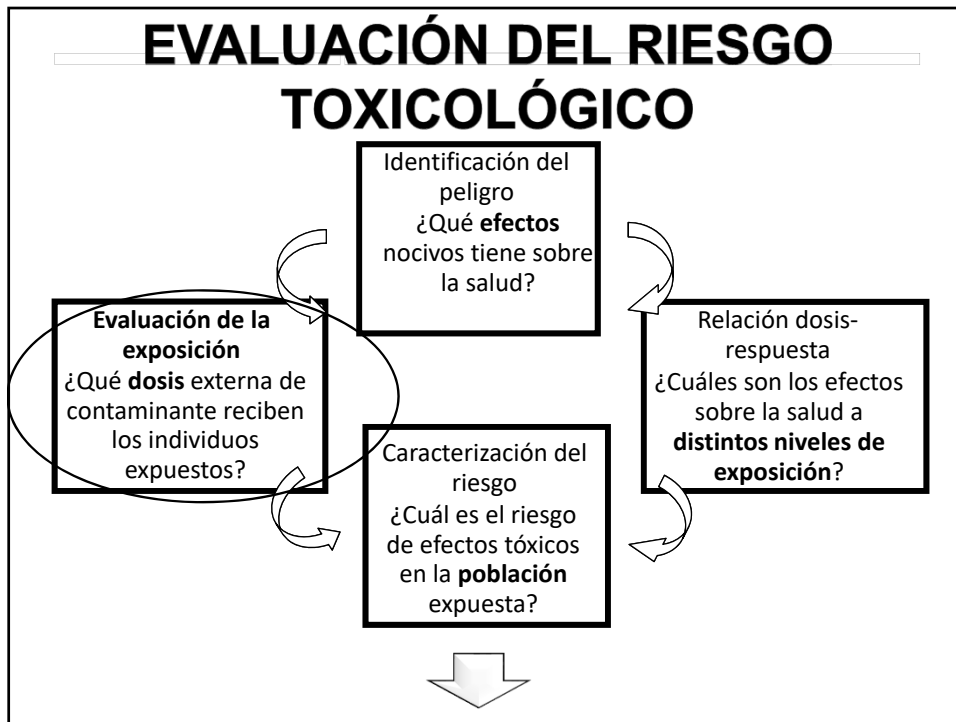 EVALUACIÓN DEL RIESGO
TOXICOLÓGICO
Identificación del
peligro
¿Qué efectos
nocivos tiene sobre
la salud?
Evaluación de la
exposición
¿Qué dosis externa de
contaminante reciben
los individuos
expuestos?
Relación dosis-
respuesta
¿Cuáles son los efectos
sobre la salud a
distintos niveles de
exposición?
Caracterización del
riesgo
¿Cuál es el riesgo
de efectos tóxicos
en la población
expuesta?